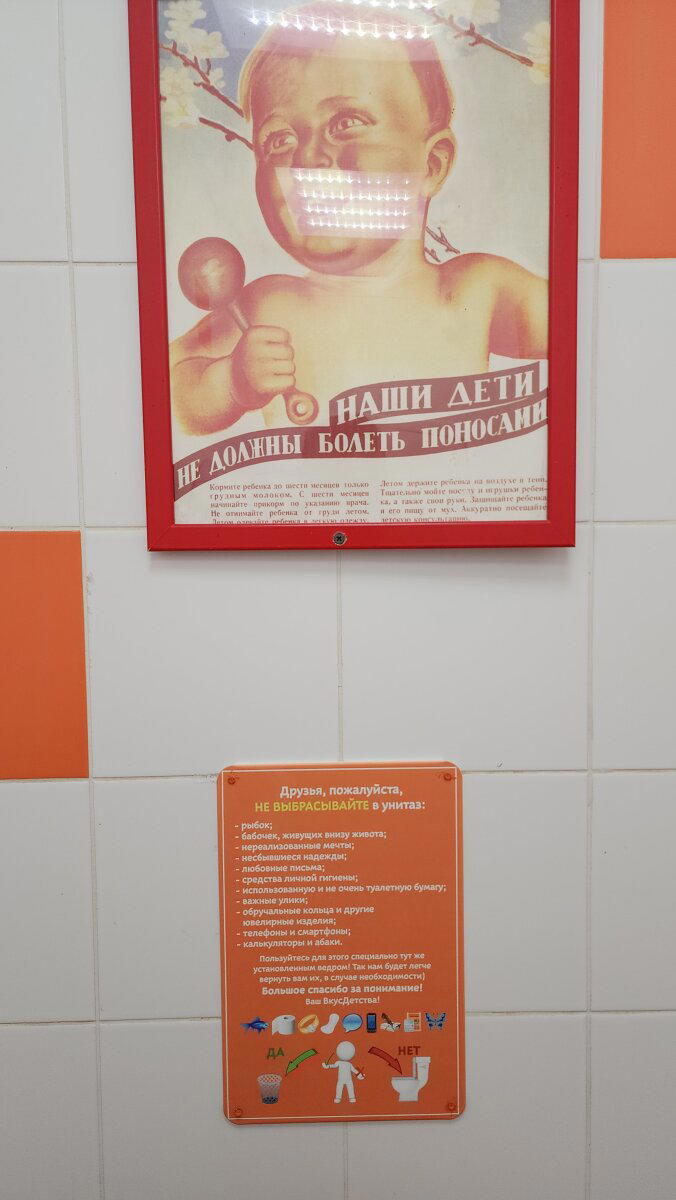 НАШИ ДЕТИ
НЕ ДОЛЖНЫ БОЛЕТЬ ПОНОСАМИ
Кормите ребенка до шести месяцев только
грудным молоком. С шести месяцев
начинайте прикорм по указанию врача.
Не отнимайте ребенка от груди летом.
Летом одевайте ребенка в легкую одежду.
Летом держите ребенка на воздухе в тени.
Тщательно мойте посуду и игрушки ребен-
ка, а также свои руки. Защищайте ребенка
и его пищу от мух. Аккуратно посещайте
детскую консультацию.
Друзья, пожалуйста,
НЕ ВЫБРАСЫВАЙТЕ в унитаз:
- рыбок;
- бабочек, живущих внизу живота;
- нереализованные мечты;
- несбывшиеся надежды;
- любовные письма;
- средства личной гигиены;
- использованную и не очень туалетную бумагу;
- важные улики;
- обручальные кольца и другие
ювелирные изделия;
- телефоны и смартфоны;
- калькуляторы и абаки.
Пользуйтесь для этого специально тут же
установленным ведром! Так нам будет легче
вернуть вам их, в случае необходимости)
Большое спасибо за понимание!
Ваш ВкусДетства!
ДА НЕТ